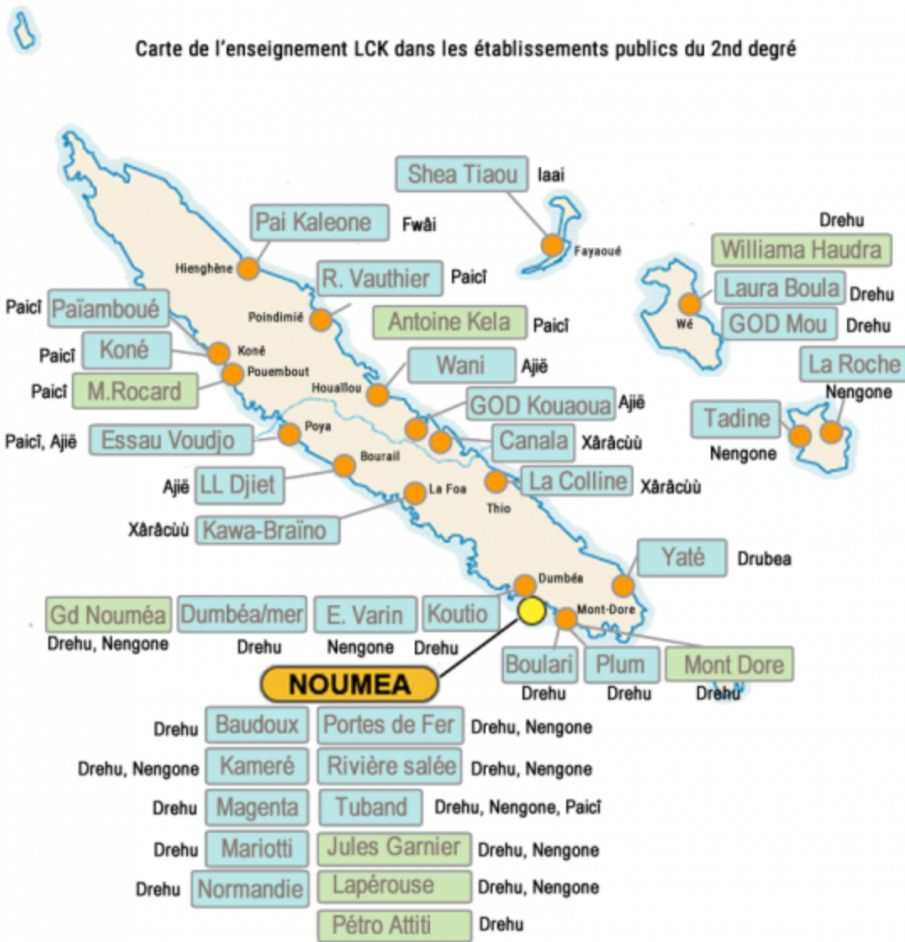 Carte de l'enseignement LCK dans les établissements publics du 2nd degré
Shea Tiaou Iaai
Fayaoué
Pai Kaleone Fwâi
Hienghène
Drehu
Williama Haudra
Laura Boula Drehu
GOD Mou Drehu
Wé
R. Vauthier Paicî
Poindimié
Paicî Païamboué
Antoine Kela Paicî
Paicî Koné
Koné
Paicî M.Rocard
Pouembout
Wani Ajië
Houaïlou
La Roche
Nengone
Tadine
Nengone
GOD Kouaoua Ajië
Canala Xârâcùù
Paicî, Ajië Essau Voudjo
Poya
Bourail
Ajië LL Djiet
La Colline Xârâcùù
Thio
La Foa
Xârâcùù Kawa-Braïno
Yaté Drubea
Dumbéa
Mont-Dore
Gd Nouméa Dumbéa/mer E. Varin Koutio
Drehu, Nengone Drehu Nengone Drehu
Boulari Plum Mont Dore
Drehu Drehu Drehu
NOUMEA
Drehu Baudoux Portes de Fer Drehu, Nengone
Drehu, Nengone Kameré Rivière salée Drehu, Nengone
Drehu Magenta Tuband Drehu, Nengone, Paicî
Drehu Mariotti Jules Garnier Drehu, Nengone
Drehu Normandie Lapérouse Drehu, Nengone
Pétro Attiti Drehu